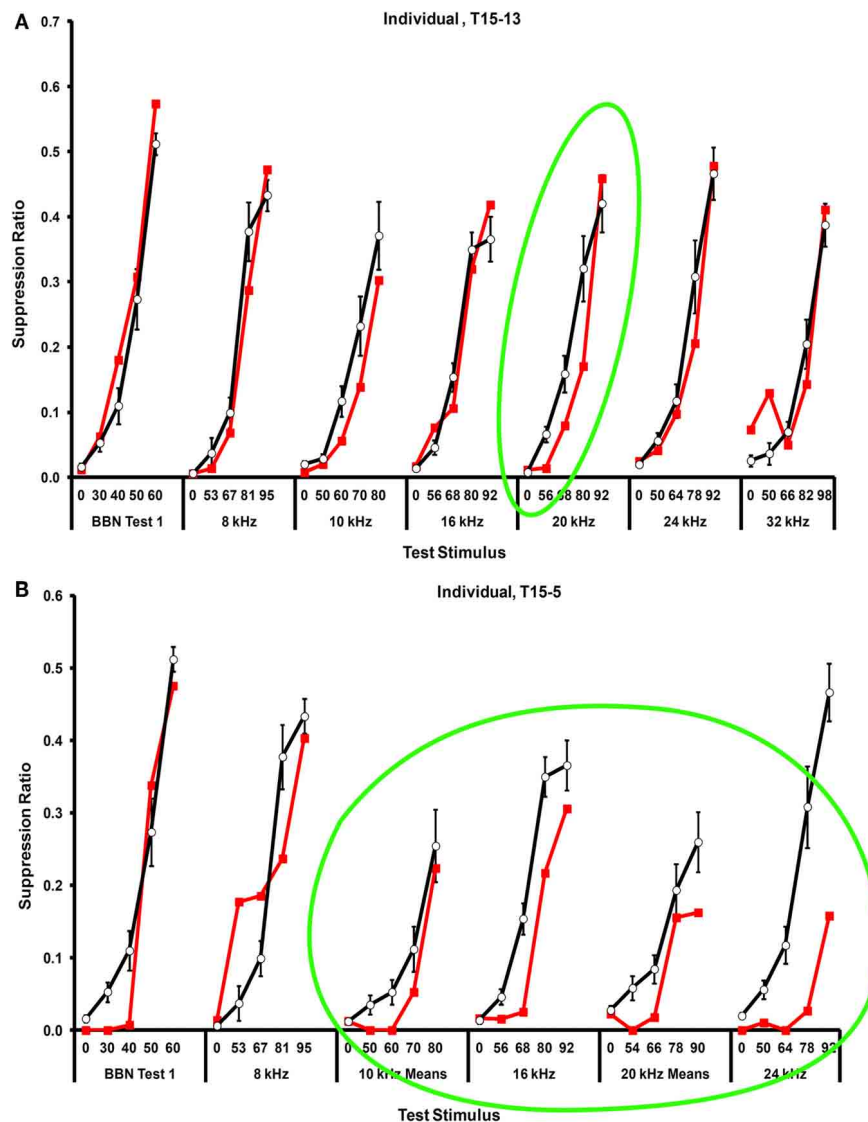 A
Individual , T15-13
0.7
0.6
0.5
0.4
0.3
0.2
0.1
0.0
Suppression Ratio
0 30 40 50 60 0 53 67 81 95 0 50 60 70 80 0 56 68 80 92 0 56 68 80 92 0 50 64 78 92 0 50 66 82 98
BBN Test 1 8 kHz 10 kHz 16 kHz 20 kHz 24 kHz 32 kHz
Test Stimulus
B
Individual, T15-5
0.6
0.5
0.4
0.3
0.2
0.1
0.0
Suppression Ratio
0 30 40 50 60 0 53 67 81 95 0 50 60 70 80 0 56 68 80 92 0 54 66 78 90 0 50 64 78 92
BBN Test 1 8 kHz 10 kHz Means 16 kHz 20 kHz Means 24 kHz
Test Stimulus